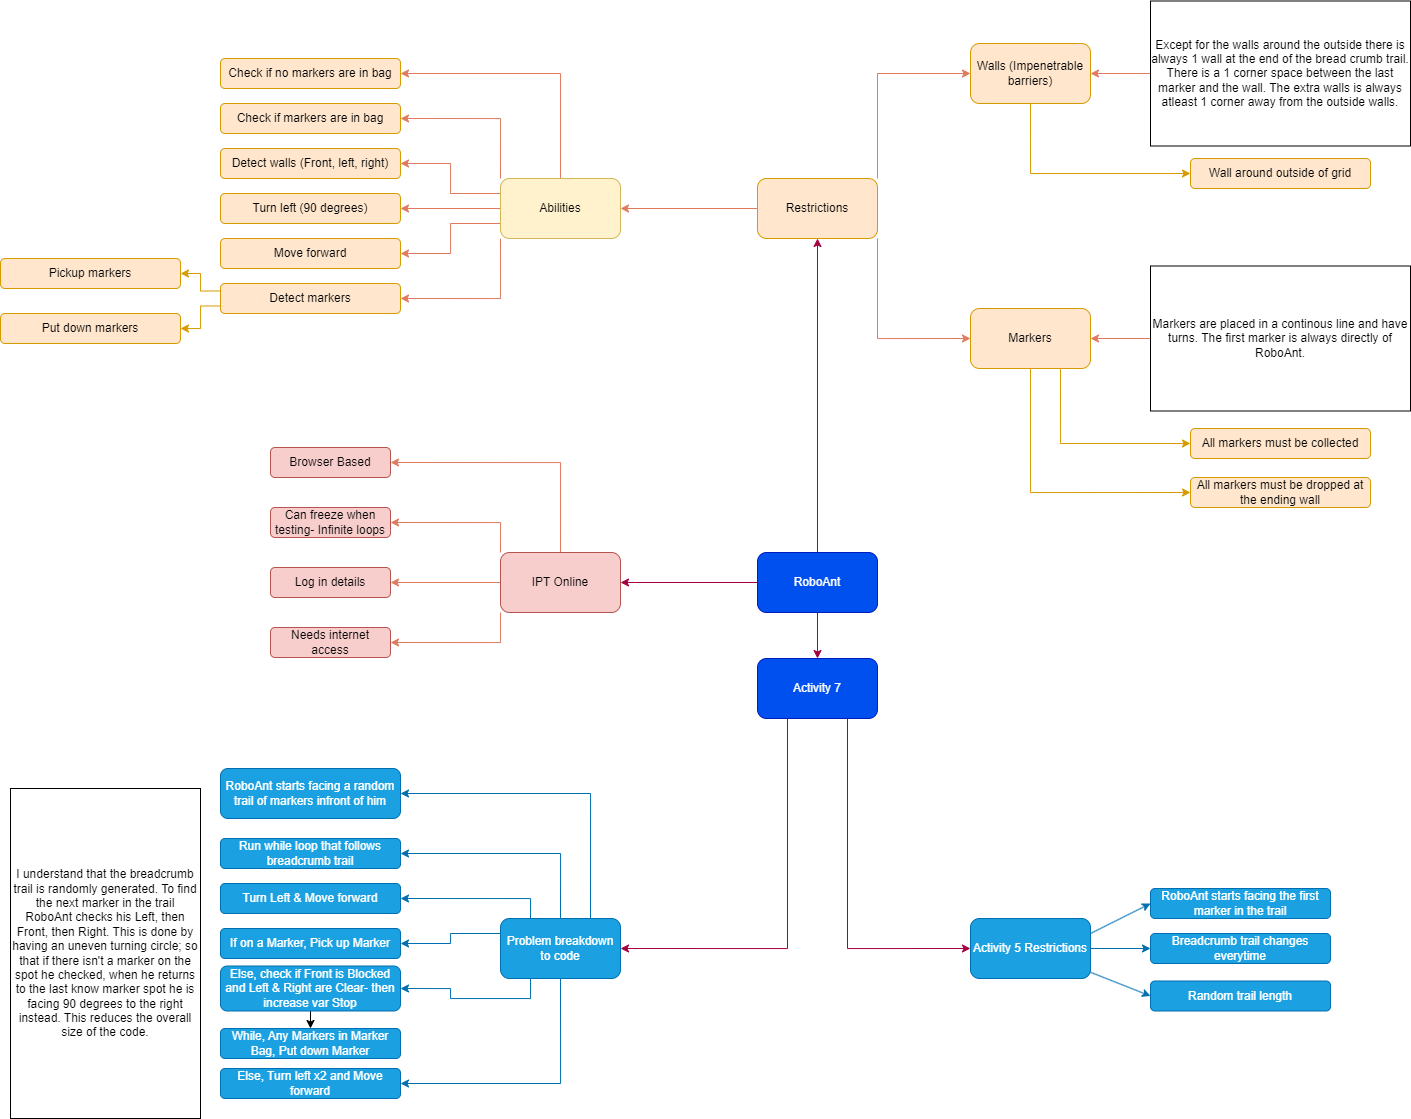 Check if no markers are in bag
Check if markers are in bag
Detect walls (Front, left, right)
Turn left (90 degrees)
Move forward
Detect markers
Pickup markers
Put down markers
Abilities
Restrictions
Walls (Impenetrable
barriers)
Except for the walls around the outside there is
always 1 wall at the end of the bread crumb trail.
There is a 1 corner space between the last
marker and the wall. The extra walls is always
atleast 1 corner away from the outside walls.
Wall around outside of grid
Markers
Markers are placed in a continous line and have
turns. The first marker is always directly of
RoboAnt.
All markers must be collected
All markers must be dropped at
the ending wall
Browser Based
Can freeze when
testing- Infinite loops
Log in details
Needs internet
access
IPT Online
RoboAnt
Activity 7
I understand that the breadcrumb
trail is randomly generated. To find
the next marker in the trail
RoboAnt checks his Left, then
Front, then Right. This is done by
having an uneven turning circle; so
that if there isn't a marker on the
spot he checked, when he returns
to the last know marker spot he is
facing 90 degrees to the right
instead. This reduces the overall
size of the code.
RoboAnt starts facing a random
trail of markers infront of him
Run while loop that follows
breadcrumb trail
Turn Left & Move forward
If on a Marker, Pick up Marker
Else, check if Front is Blocked
and Left & Right are Clear- then
increase var Stop
While, Any Markers in Marker
Bag, Put down Marker
Else, Turn left x2 and Move
forward
Problem breakdown
to code
Activity 5 Restrictions
RoboAnt starts facing the first
marker in the trail
Breadcrumb trail changes
everytime
Random trail length